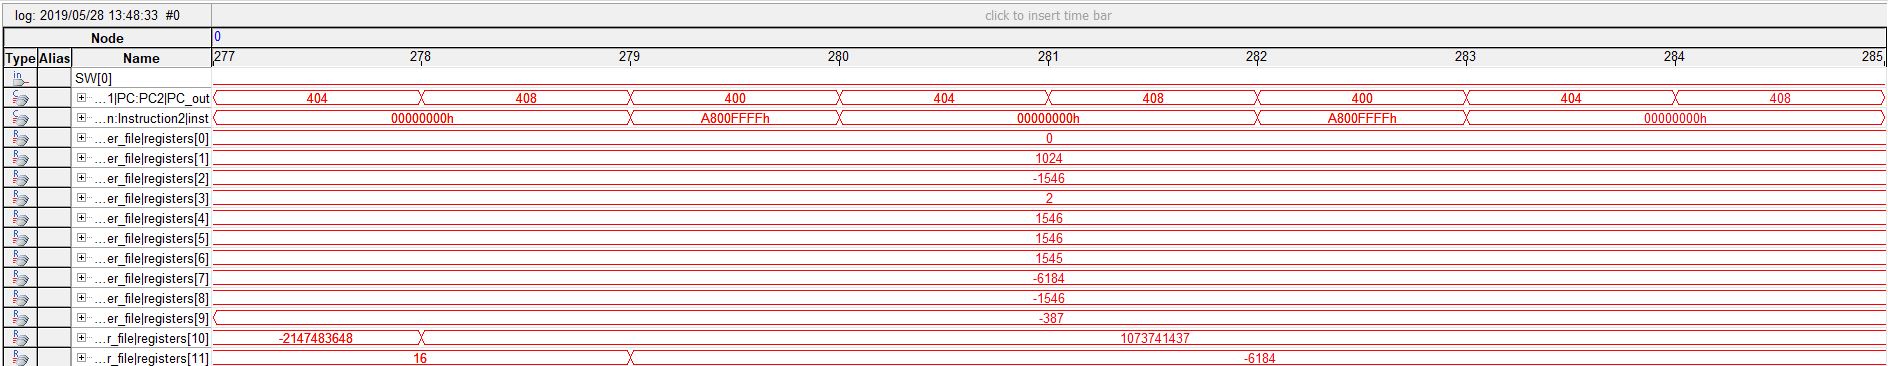 log: 2019/05/28 13:48:33 #0 click to insert time bar
Node 0
Type Alias Name 277 278 279 280 281 282 283 284 285
in SW[0]
C ...1|PC:PC2|PC_out 404 408 400 404 408 400 404 408
C ...n:Instruction2|inst 00000000h A800FFFFh 00000000h A800FFFFh 00000000h
R ...er_file|registers[0] 0
R ...er_file|registers[1] 1024
R ...er_file|registers[2] -1546
R ...er_file|registers[3] 2
R ...er_file|registers[4] 1546
R ...er_file|registers[5] 1546
R ...er_file|registers[6] 1545
R ...er_file|registers[7] -6184
R ...er_file|registers[8] -1546
R ...er_file|registers[9] -387
R ...r_file|registers[10] -2147483648 1073741437
R ...r_file|registers[11] 16 -6184